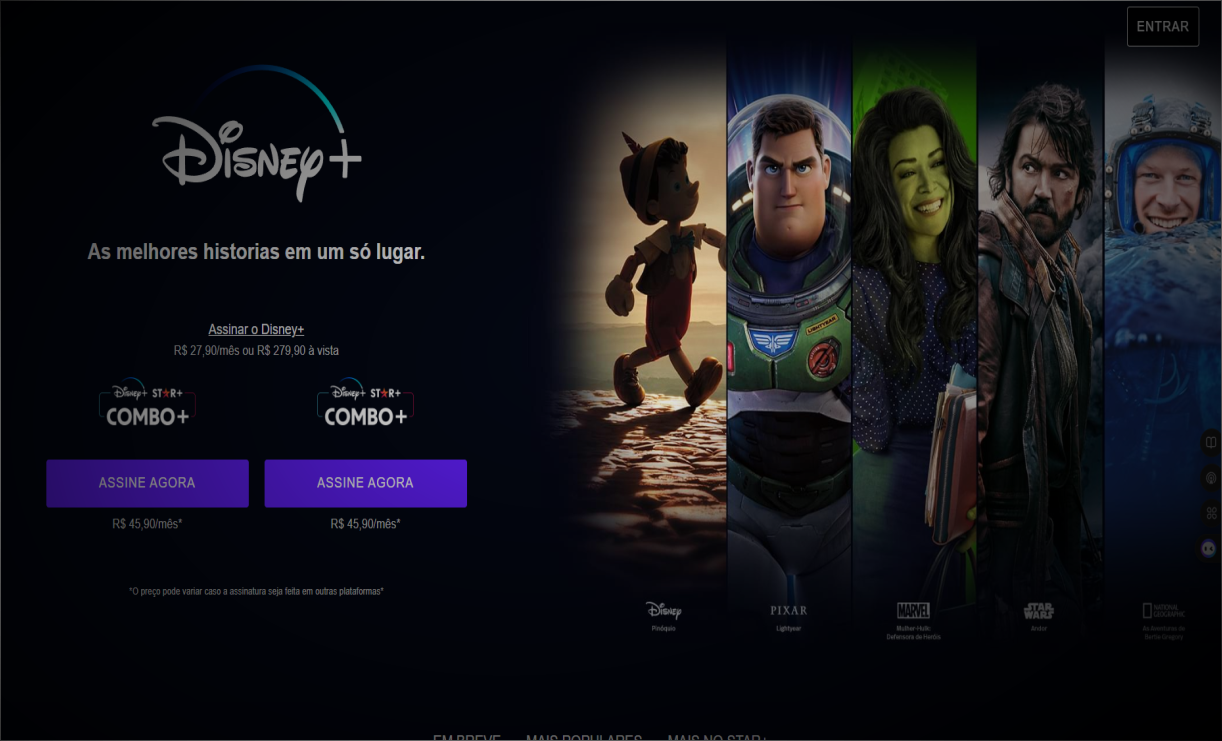 ENTRAR
Disney+
As melhores historias em um só lugar.
Assinar o Disney+
R$ 27,90/mês ou R$ 279,90 à vista
Disney+ STAR+
COMBO+
Disney+ STAR+
COMBO+
ASSINE AGORA
ASSINE AGORA
R$ 45,90/mês*
R$ 45,90/mês*
*O preço pode variar caso a assinatura seja feita em outras plataformas*
LIGHTYEAR
Disney
Pinóquio
PIXAR
Lightyear
MARVEL
Mulher-Hulk:
Defensora de Heróis
STAR
WARS
Andor
NATIONAL
GEOGRAPHIC
As Aventuras de
Bertie Gregory
EM BREVE
MAIS POPULARES
MAIS NO STAR+